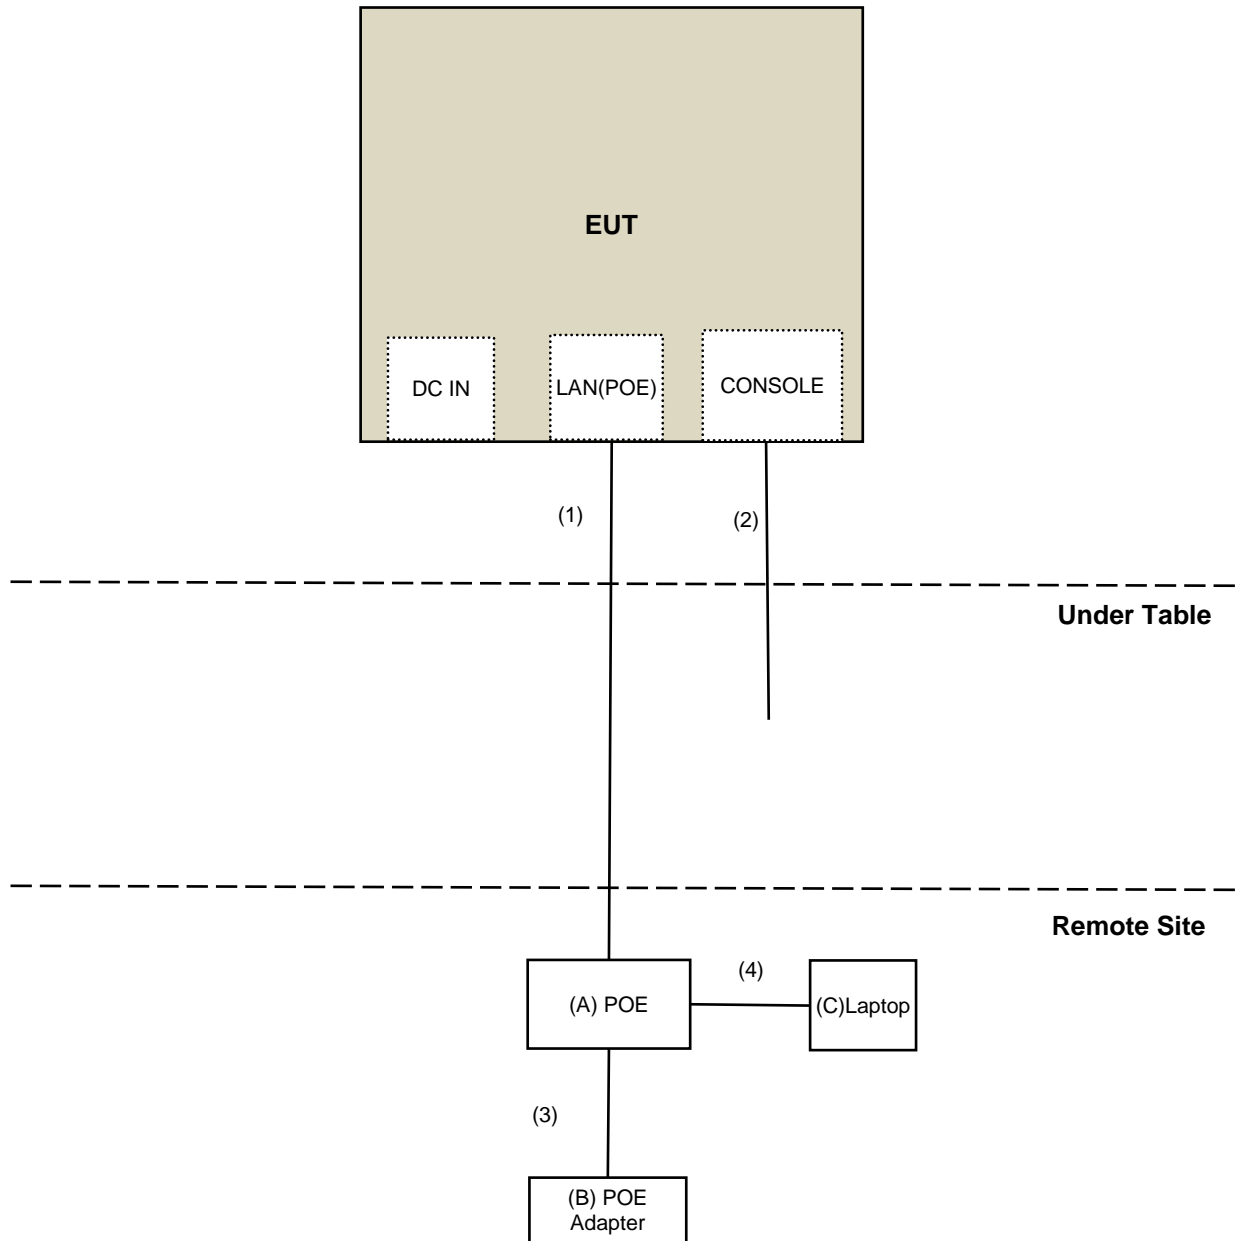 EUT
DC IN
LAN(POE)
CONSOLE
(1)
(2)
Under Table
Remote Site
(A) POE
(4)
(C)Laptop
(3)
(B) POE
Adapter